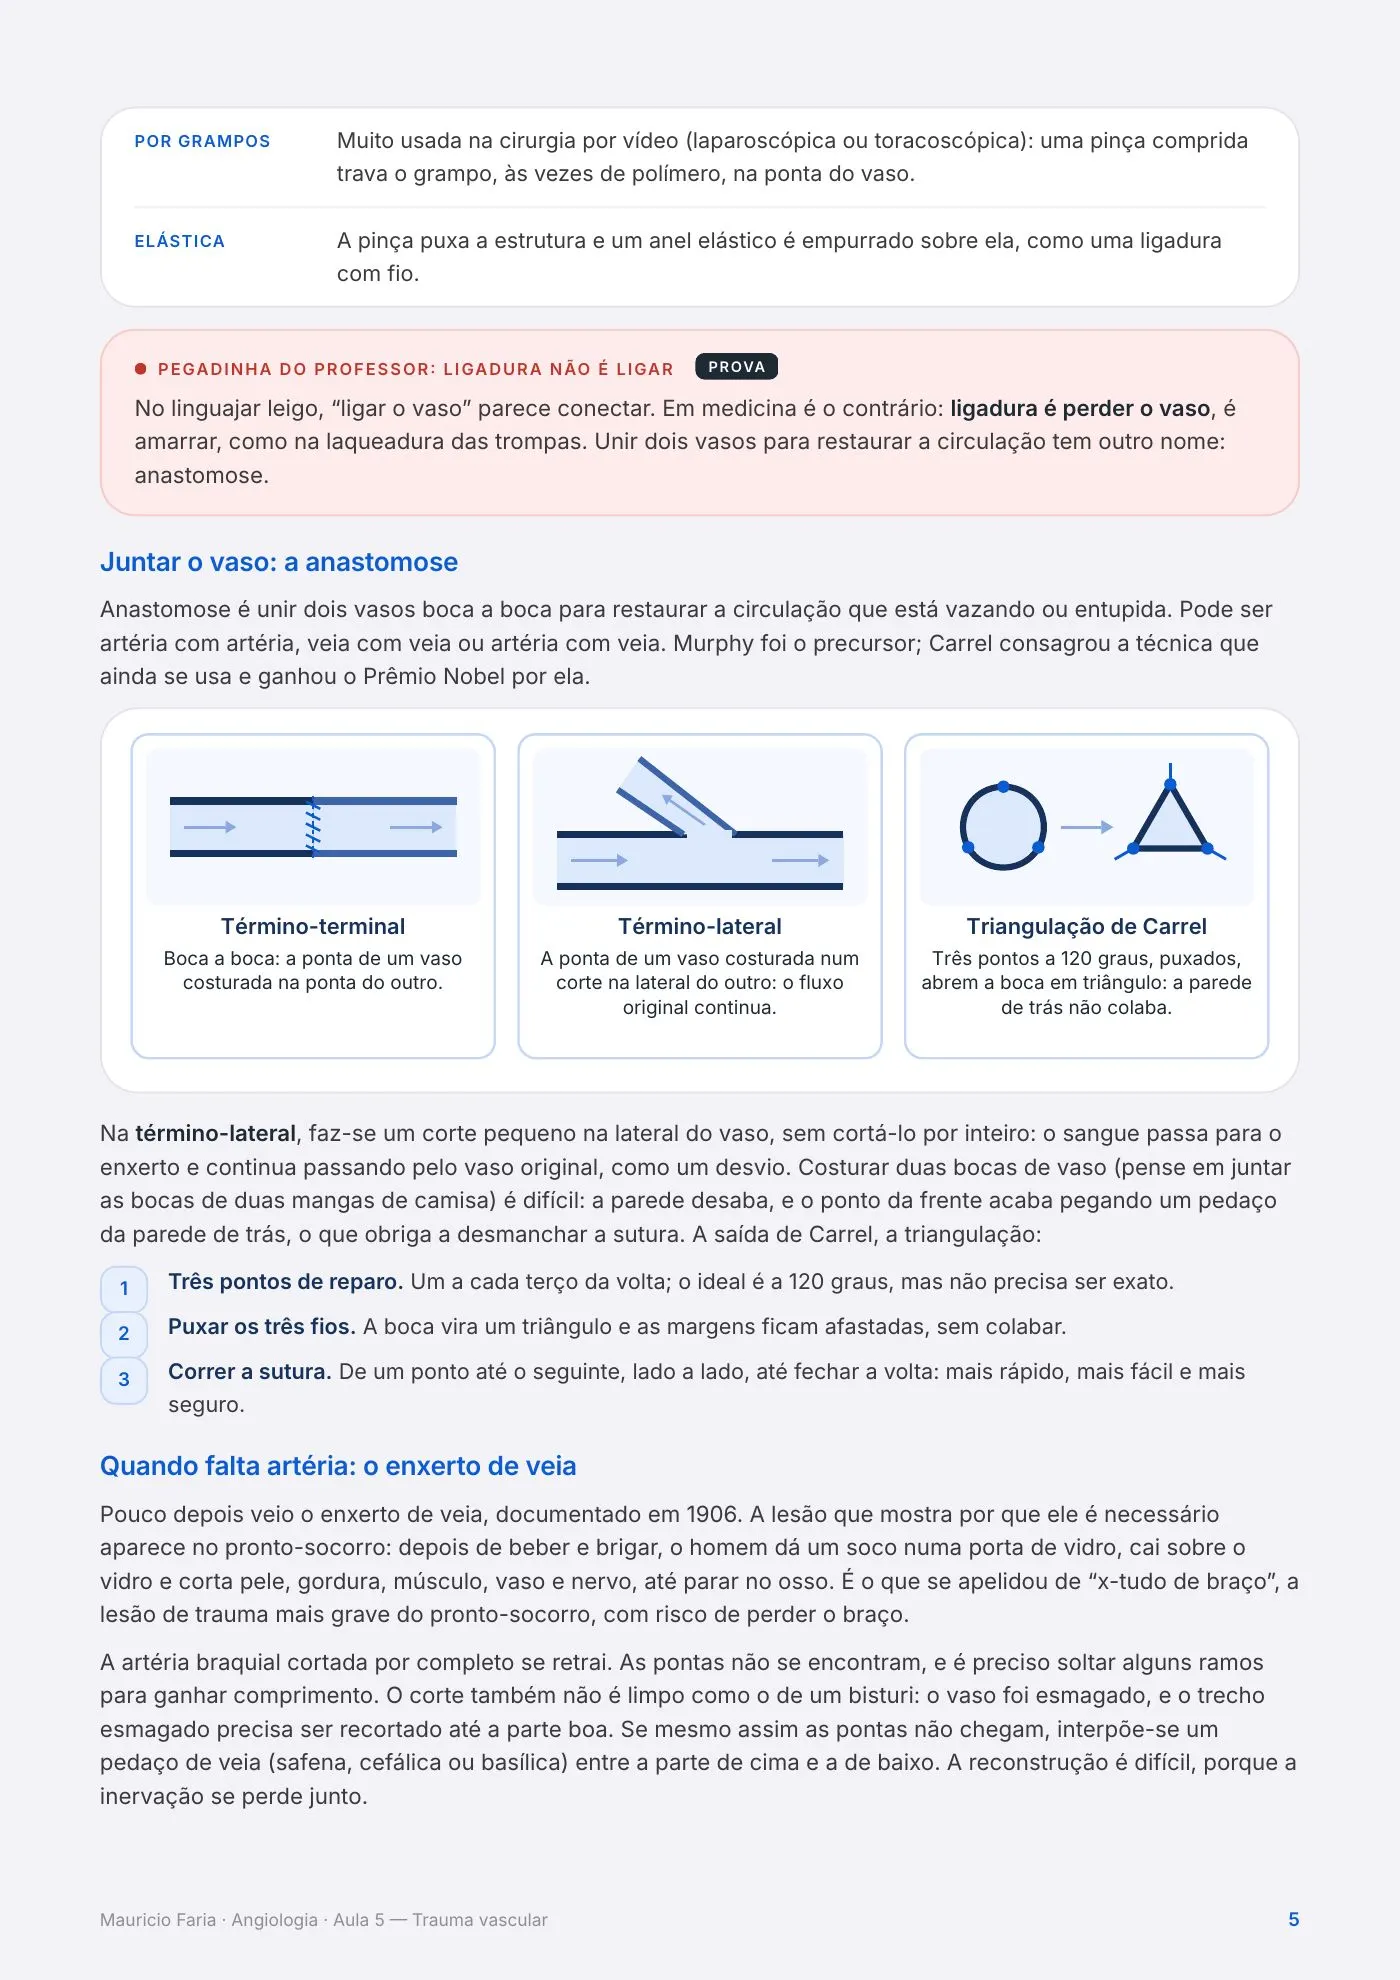 POR GRAMPOS
Muito usada na cirurgia por vídeo (laparoscópica ou toracoscópica): uma pinça comprida
trava o grampo, às vezes de polímero, na ponta do vaso.
ELÁSTICA
A pinça puxa a estrutura e um anel elástico é empurrado sobre ela, como uma ligadura
com fio.
PEGADINHA DO PROFESSOR: LIGADURA NÃO É LIGAR PROVA
No linguajar leigo, “ligar o vaso” parece conectar. Em medicina é o contrário: ligadura é perder o vaso, é
amarrar, como na laqueadura das trompas. Unir dois vasos para restaurar a circulação tem outro nome:
anastomose.
Juntar o vaso: a anastomose
Anastomose é unir dois vasos boca a boca para restaurar a circulação que está vazando ou entupida. Pode ser
artéria com artéria, veia com veia ou artéria com veia. Murphy foi o precursor; Carrel consagrou a técnica que
ainda se usa e ganhou o Prêmio Nobel por ela.
Término-terminal
Boca a boca: a ponta de um vaso
costurada na ponta do outro.
Término-lateral
A ponta de um vaso costurada num
corte na lateral do outro: o fluxo
original continua.
Triangulação de Carrel
Três pontos a 120 graus, puxados,
abrem a boca em triângulo: a parede
de trás não colaba.
Na término-lateral, faz-se um corte pequeno na lateral do vaso, sem cortá-lo por inteiro: o sangue passa para o
enxerto e continua passando pelo vaso original, como um desvio. Costurar duas bocas de vaso (pense em juntar
as bocas de duas mangas de camisa) é difícil: a parede desaba, e o ponto da frente acaba pegando um pedaço
da parede de trás, o que obriga a desmanchar a sutura. A saída de Carrel, a triangulação:
1 Três pontos de reparo. Um a cada terço da volta; o ideal é a 120 graus, mas não precisa ser exato.
2 Puxar os três fios. A boca vira um triângulo e as margens ficam afastadas, sem colabar.
3 Correr a sutura. De um ponto até o seguinte, lado a lado, até fechar a volta: mais rápido, mais fácil e mais
seguro.
Quando falta artéria: o enxerto de veia
Pouco depois veio o enxerto de veia, documentado em 1906. A lesão que mostra por que ele é necessário
aparece no pronto-socorro: depois de beber e brigar, o homem dá um soco numa porta de vidro, cai sobre o
vidro e corta pele, gordura, músculo, vaso e nervo, até parar no osso. É o que se apelidou de “x-tudo de braço”, a
lesão de trauma mais grave do pronto-socorro, com risco de perder o braço.
A artéria braquial cortada por completo se retrai. As pontas não se encontram, e é preciso soltar alguns ramos
para ganhar comprimento. O corte também não é limpo como o de um bisturi: o vaso foi esmagado, e o trecho
esmagado precisa ser recortado até a parte boa. Se mesmo assim as pontas não chegam, interpõe-se um
pedaço de veia (safena, cefálica ou basílica) entre a parte de cima e a de baixo. A reconstrução é difícil, porque a
inervação se perde junto.
Mauricio Faria · Angiologia · Aula 5 — Trauma vascular
5